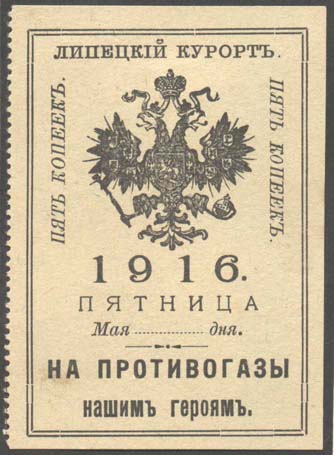 ЛИПЕЦКІЙ КУРОРТЪ.
ПЯТЬ КОПЕЕКЪ.
ПЯТЬ КОПЕЕКЪ.
1916.
ПЯТНИЦА
Мая ............ дня.
НА ПРОТИВОГАЗЫ
нашимъ героямъ.